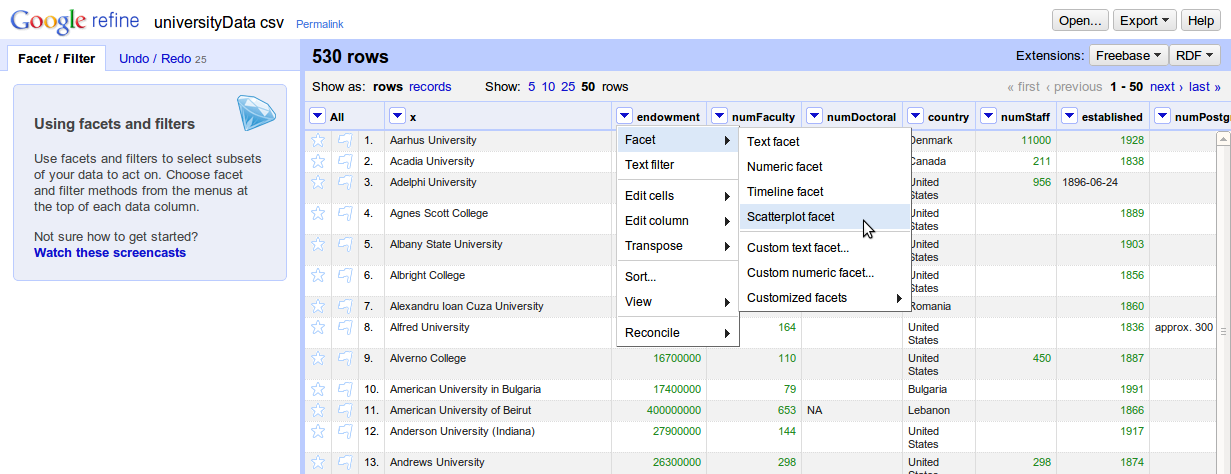 Google refine universityData csv Permalink Open... Export Help
Facet / Filter Undo / Redo 25 530 rows Extensions: Freebase RDF
Show as: rows records Show: 5 10 25 50 rows « first ‹ previous 1 - 50 next › last »
All x endowment numFaculty numDoctoral country numStaff established numPostgr
Using facets and filters
Use facets and filters to select subsets
of your data to act on. Choose facet
and filter methods from the menus at
the top of each data column.
Not sure how to get started?
Watch these screencasts
Facet
Text filter
Edit cells
Edit column
Transpose
Sort...
View
Reconcile
Text facet
Numeric facet
Timeline facet
Scatterplot facet
Custom text facet...
Custom numeric facet...
Customized facets
1. Aarhus University Denmark 11000 1928
2. Acadia University Canada 211 1838
3. Adelphi University United 956 1896-06-24
States
4. Agnes Scott College United 1889
States
5. Albany State University United 1903
States
6. Albright College United 1856
States
7. Alexandru Ioan Cuza University Romania 1860
8. Alfred University 164 United 1836 approx. 300
States
9. Alverno College 16700000 110 United 450 1887
States
10. American University in Bulgaria 17400000 79 Bulgaria 1991
11. American University of Beirut 400000000 653 NA Lebanon 1866
12. Anderson University (Indiana) 27900000 144 United 1917
States
13. Andrews University 26300000 298 United 298 1874